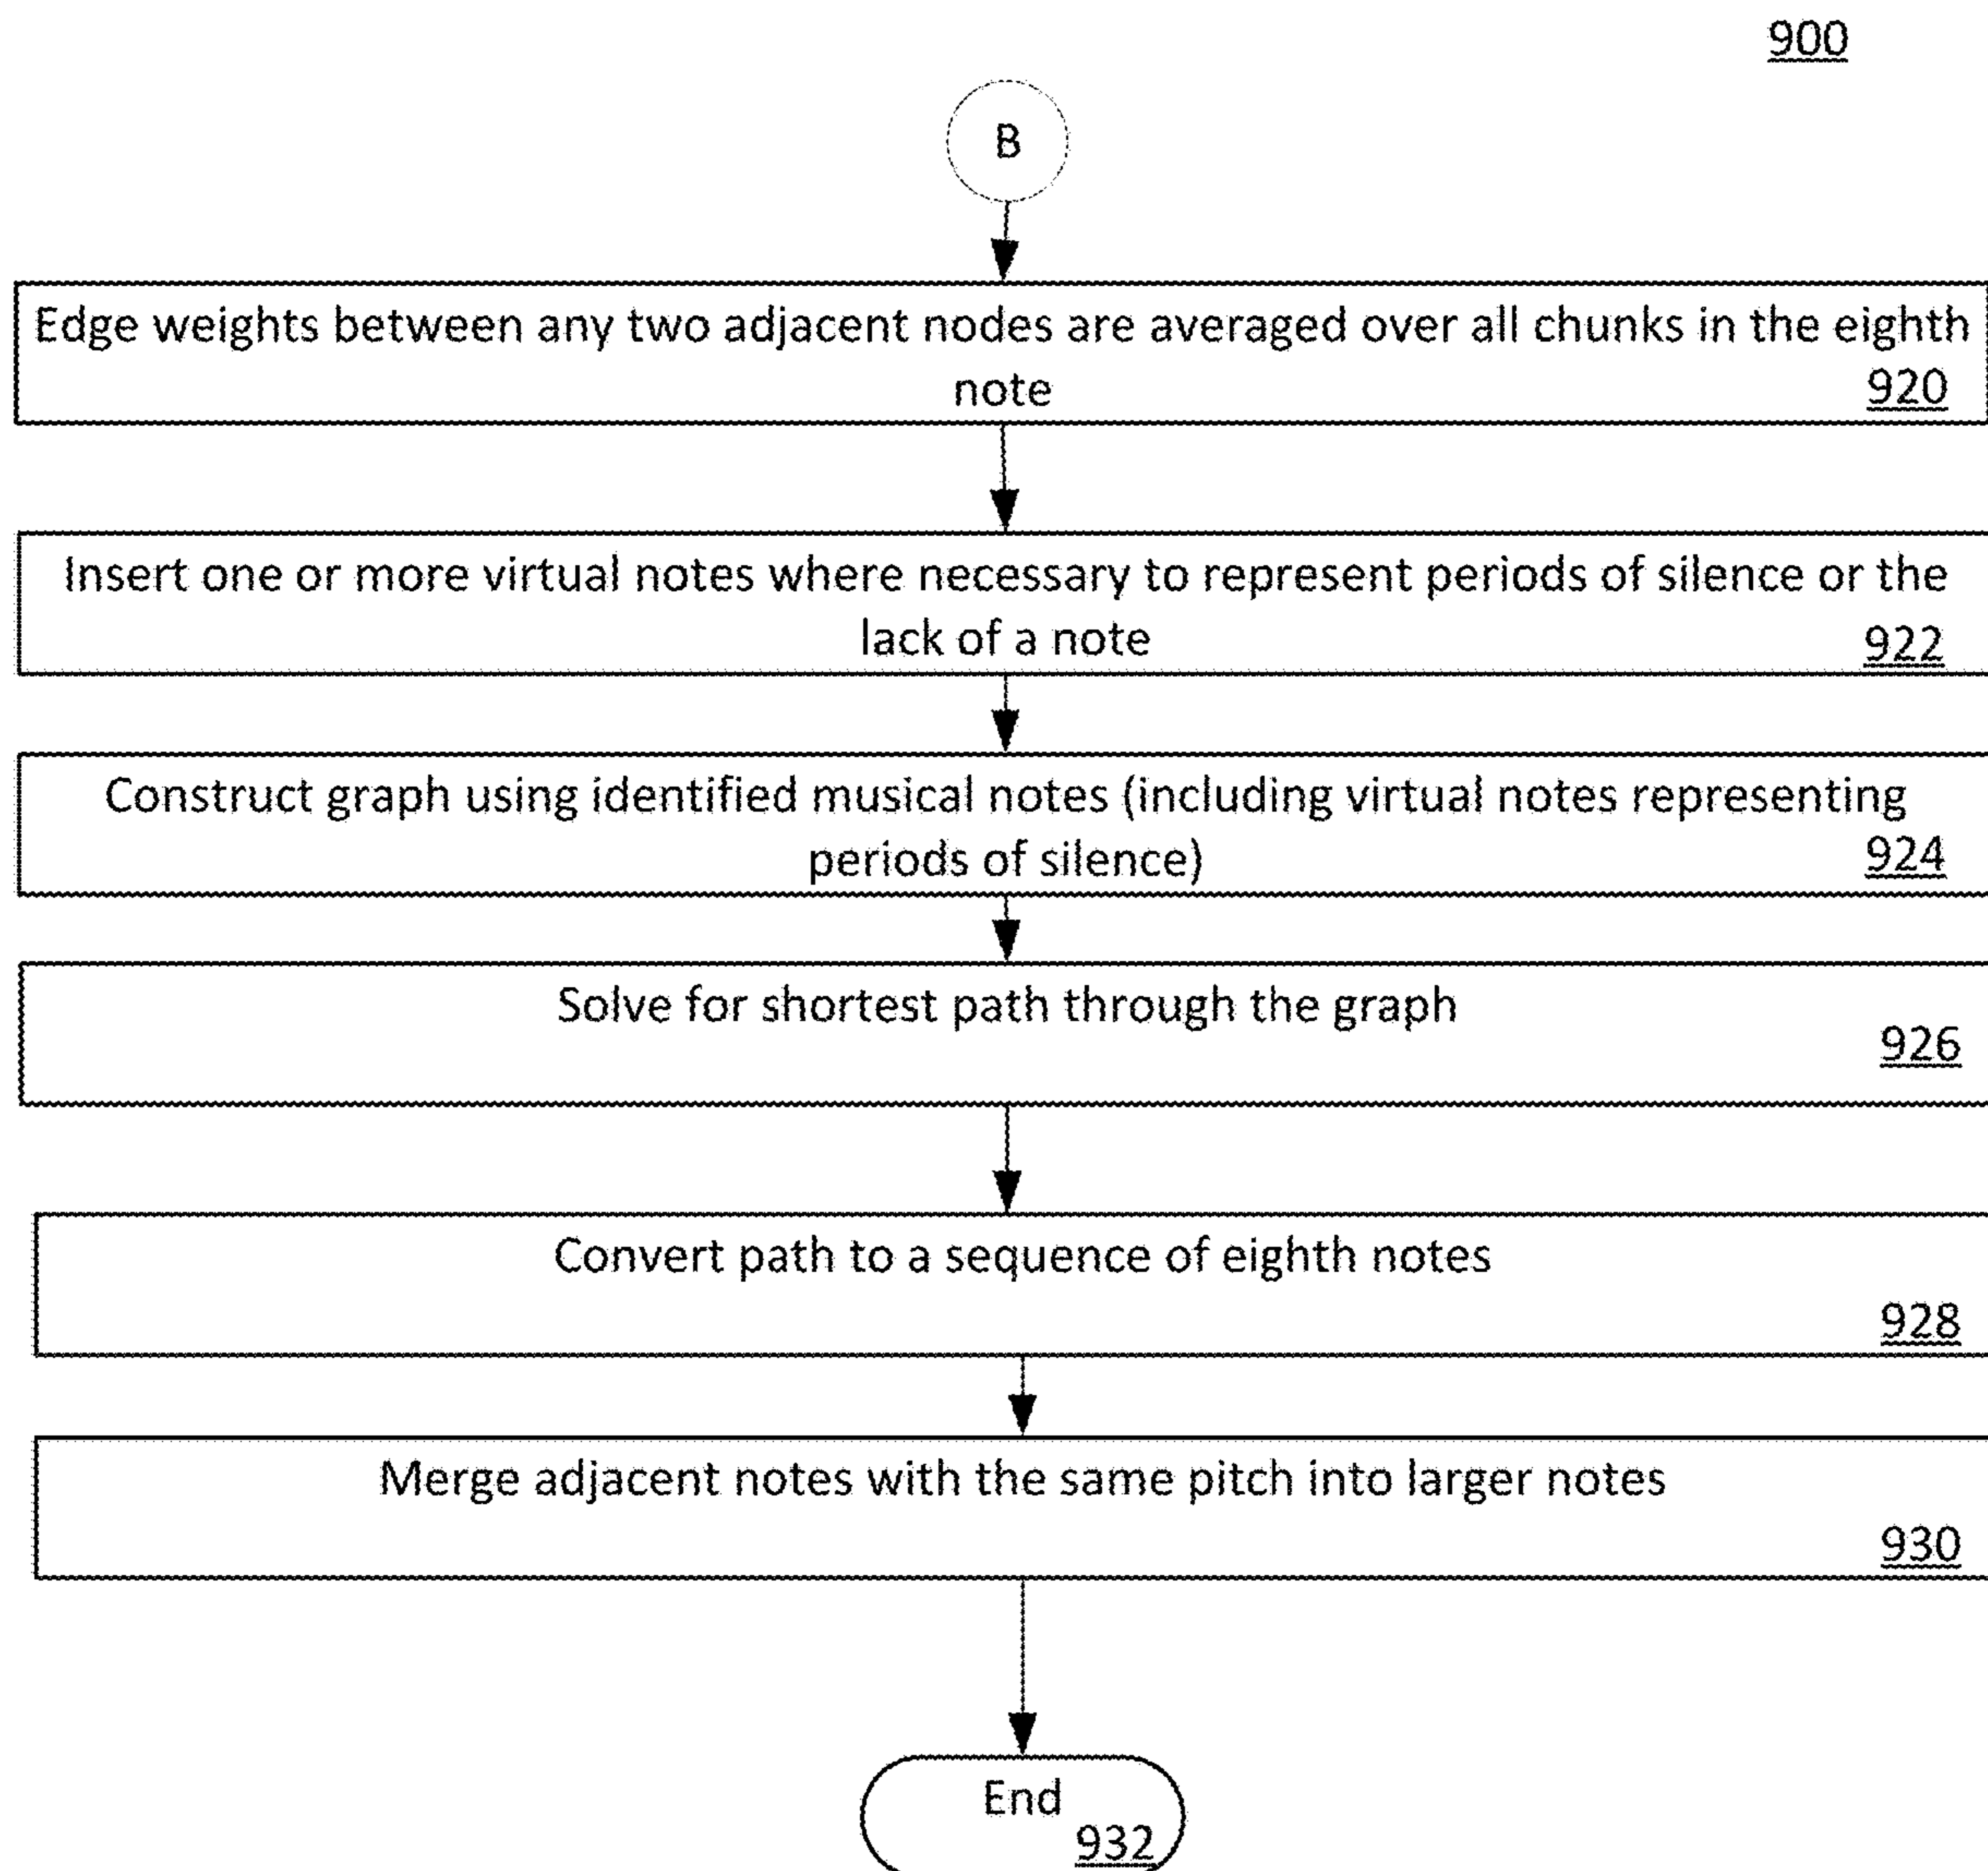 900
B
Edge weights between any two adjacent nodes are averaged over all chunks in the eighth
note
920
Insert one or more virtual notes where necessary to represent periods of silence or the
lack of a note
922
Construct graph using identified musical notes (including virtual notes representing
periods of silence)
924
Solve for shortest path through the graph
926
Convert path to a sequence of eighth notes
928
Merge adjacent notes with the same pitch into larger notes
930
End
932